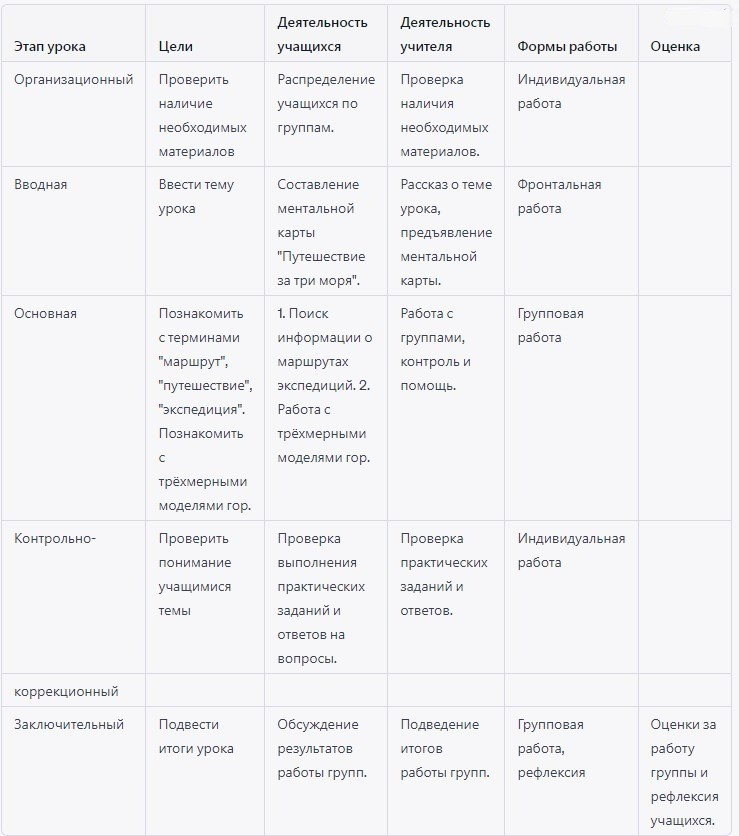 Этап урока
Цели
Деятельность
учащихся
Деятельность
учителя
Формы работы
Оценка
Организационный
Проверить
наличие
необходимых
материалов
Распределение
учащихся по
группам.
Проверка
наличия
необходимых
материалов.
Индивидуальная
работа
Вводная
Ввести тему
урока
Составление
ментальной
карты
"Путешествие
за три моря".
Рассказ о теме
урока,
предъявление
ментальной
карты.
Фронтальная
работа
Основная
Познакомить
с терминами
"маршрут",
"путешествие",
"экспедиция".
Познакомить
с
трёхмерными
моделями гор.
1. Поиск
информации о
маршрутах
экспедиций. 2.
Работа с
трёхмерными
моделями гор.
Работа с
группами,
контроль и
помощь.
Групповая
работа
Контрольно-
Проверить
понимание
учащимися
темы
Проверка
выполнения
практических
заданий и
ответов на
вопросы.
Проверка
практических
заданий и
ответов.
Индивидуальная
работа
коррекционный
Заключительный
Подвести
итоги урока
Обсуждение
результатов
работы групп.
Подведение
итогов
работы групп.
Групповая
работа,
рефлексия
Оценки за
работу
группы и
рефлексия
учащихся.